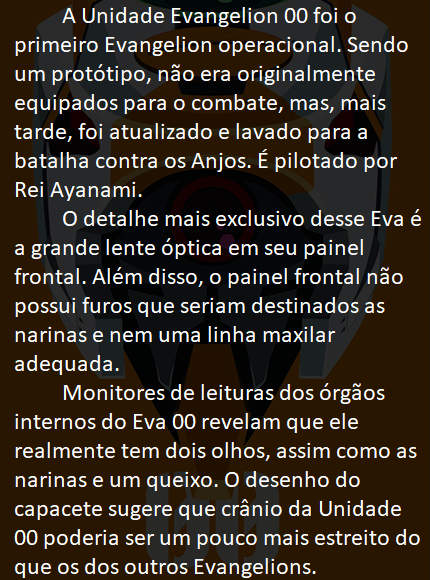 A Unidade Evangelion 00 foi o
primeiro Evangelion operacional. Sendo
um protótipo, não era originalmente
equipados para o combate, mas, mais
tarde, foi atualizado e lavado para a
batalha contra os Anjos. É pilotado por
Rei Ayanami.
O detalhe mais exclusivo desse Eva é
a grande lente óptica em seu painel
frontal. Além disso, o painel frontal não
possui furos que seriam destinados as
narinas e nem uma linha maxilar
adequada.
Monitores de leituras dos órgãos
internos do Eva 00 revelam que ele
realmente tem dois olhos, assim como as
narinas e um queixo. O desenho do
capacete sugere que crânio da Unidade
00 poderia ser um pouco mais estreito do
que os dos outros Evangelions.
00